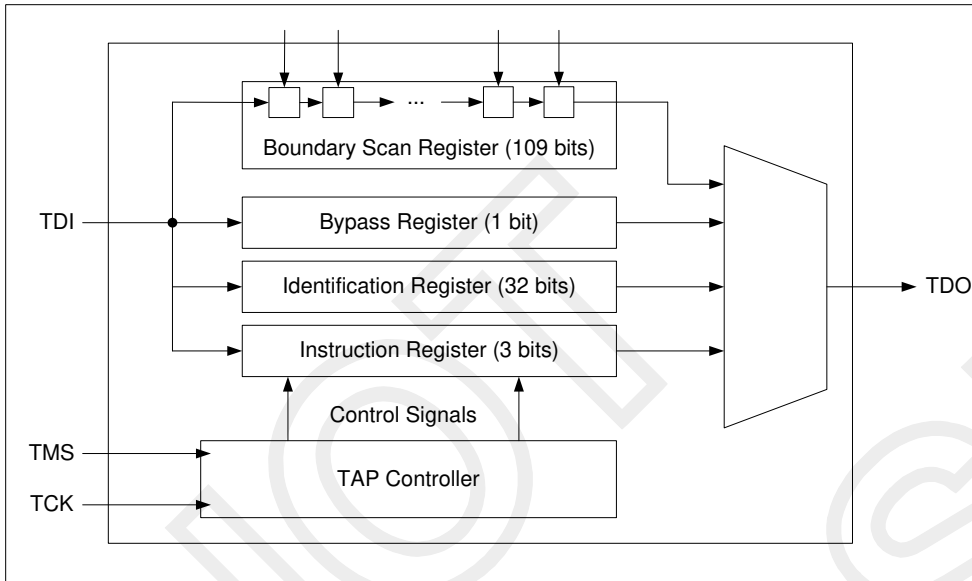 ...
Boundary Scan Register (109 bits)
TDI
Bypass Register (1 bit)
Identification Register (32 bits)
TDO
Instruction Register (3 bits)
Control Signals
TMS
TAP Controller
TCK
IOT